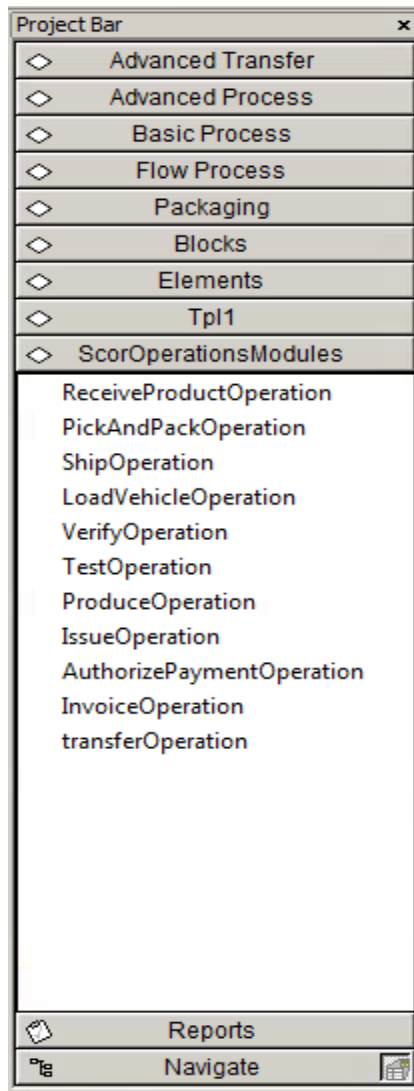 Project Bar
Advanced Transfer
Advanced Process
Basic Process
Flow Process
Packaging
Blocks
Elements
Tpl1
ScorOperationsModules
ReceiveProductOperation
PickAndPackOperation
ShipOperation
LoadVehicleOperation
VerifyOperation
TestOperation
ProduceOperation
IssueOperation
AuthorizePaymentOperation
InvoiceOperation
transferOperation
Reports
Navigate